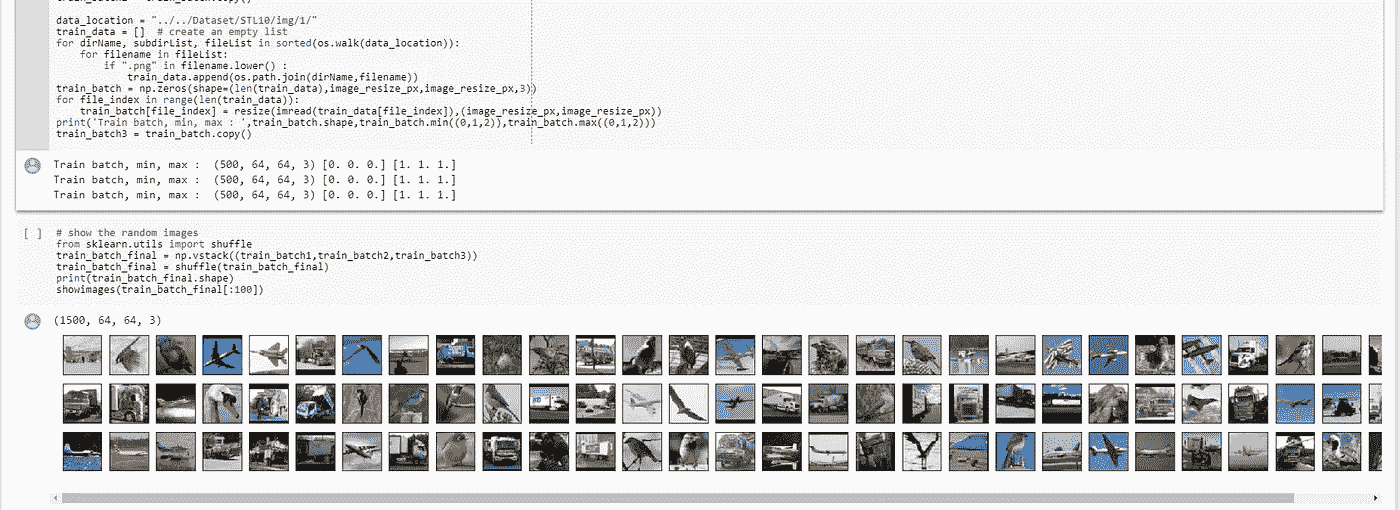 data_location = "../../Dataset/STL10/img/1/"
train_data = []  # create an empty list
for dirName, subdirList, fileList in sorted(os.walk(data_location)):
    for filename in fileList:
        if ".png" in filename.lower() :
            train_data.append(os.path.join(dirName,filename))
train_batch = np.zeros(shape=(len(train_data),image_resize_px,image_resize_px,3))
for file_index in range(len(train_data)):
    train_batch[file_index] = resize(imread(train_data[file_index]),(image_resize_px,image_resize_px))
print('Train batch, min, max : ',train_batch.shape,train_batch.min((0,1,2)),train_batch.max((0,1,2)))
train_batch3 = train_batch.copy()
Train batch, min, max :  (500, 64, 64, 3) [0. 0. 0.] [1. 1. 1.]
Train batch, min, max :  (500, 64, 64, 3) [0. 0. 0.] [1. 1. 1.]
Train batch, min, max :  (500, 64, 64, 3) [0. 0. 0.] [1. 1. 1.]
[ ] # show the random images
from sklearn.utils import shuffle
train_batch_final = np.vstack((train_batch1,train_batch2,train_batch3))
train_batch_final = shuffle(train_batch_final)
print(train_batch_final.shape)
showimages(train_batch_final[:100])
(1500, 64, 64, 3)